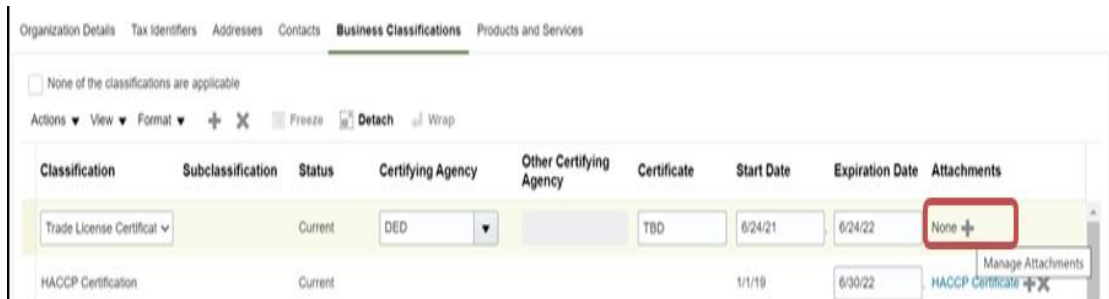 Organization Details Tax Identifiers Addresses Contacts Business Classifications Products and Services
None of the classifications are applicable
Actions View Format Freeze Detach Wrap
Classification Subclassification Status Certifying Agency Other Certifying Agency Certificate Start Date Expiration Date Attachments
Trade License Certificat Current DED TBD 6/24/21 6/24/22 None
Manage Attachments
HACCP Certification Current 1/1/19 6/30/22 HACCP Certificate